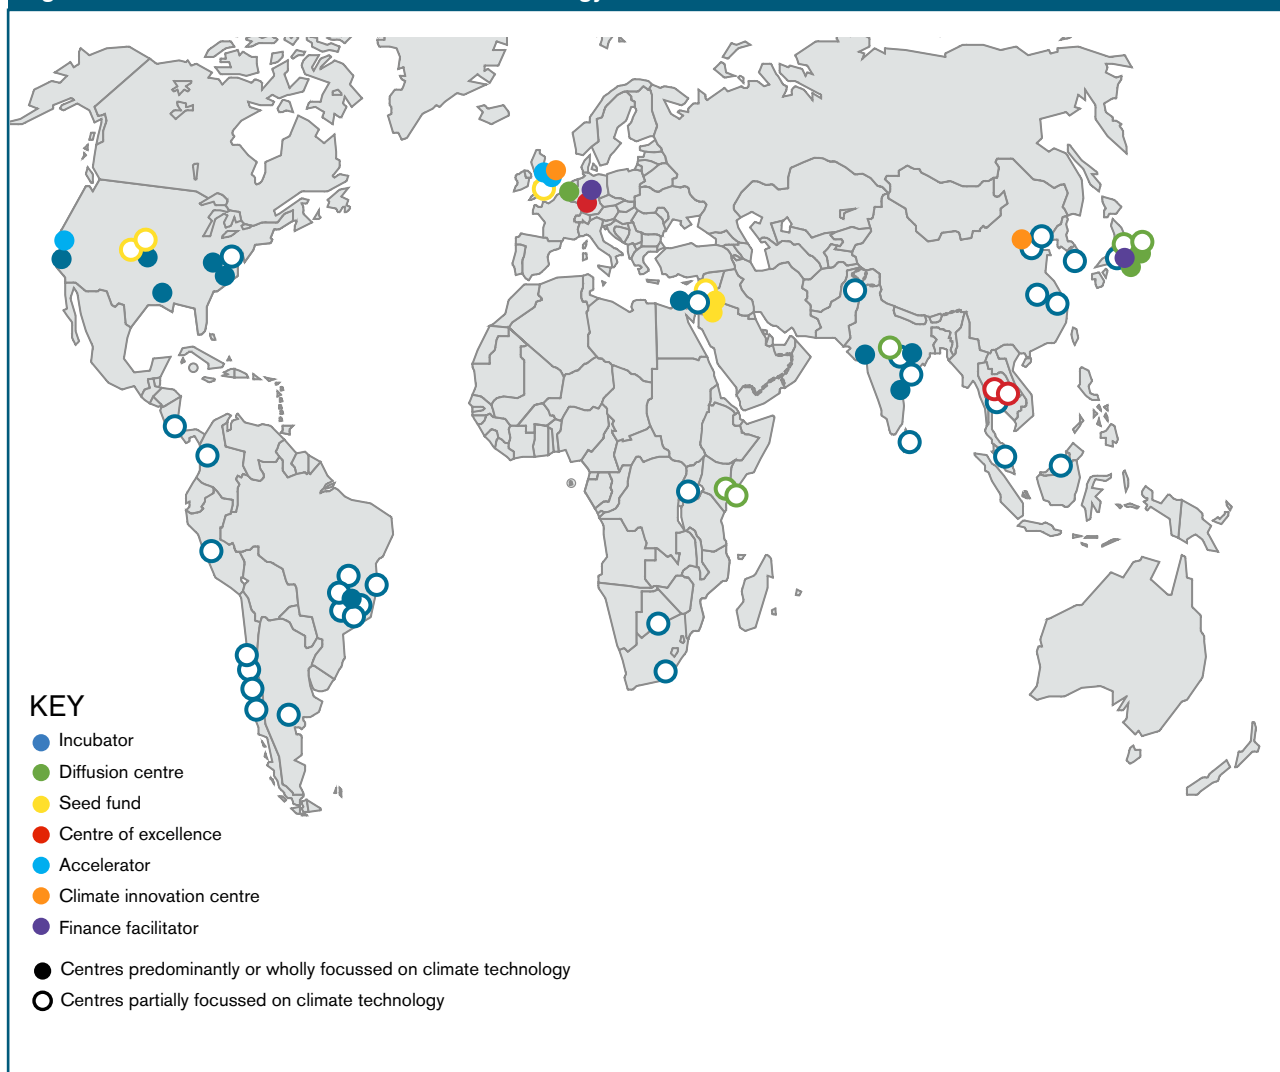 KEY
Incubator
Diffusion centre
Seed fund
Centre of excellence
Accelerator
Climate innovation centre
Finance facilitator
Centres predominantly or wholly focussed on climate technology
Centres partially focussed on climate technology